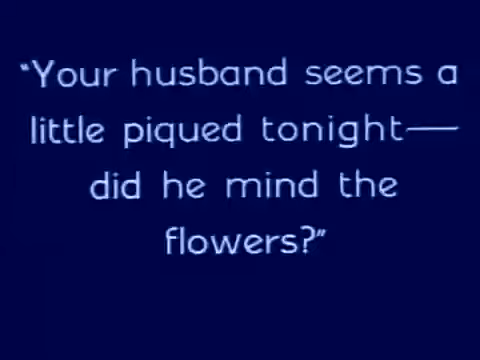 "Your husband seems a
little piqued tonight—
did he mind the
flowers?"